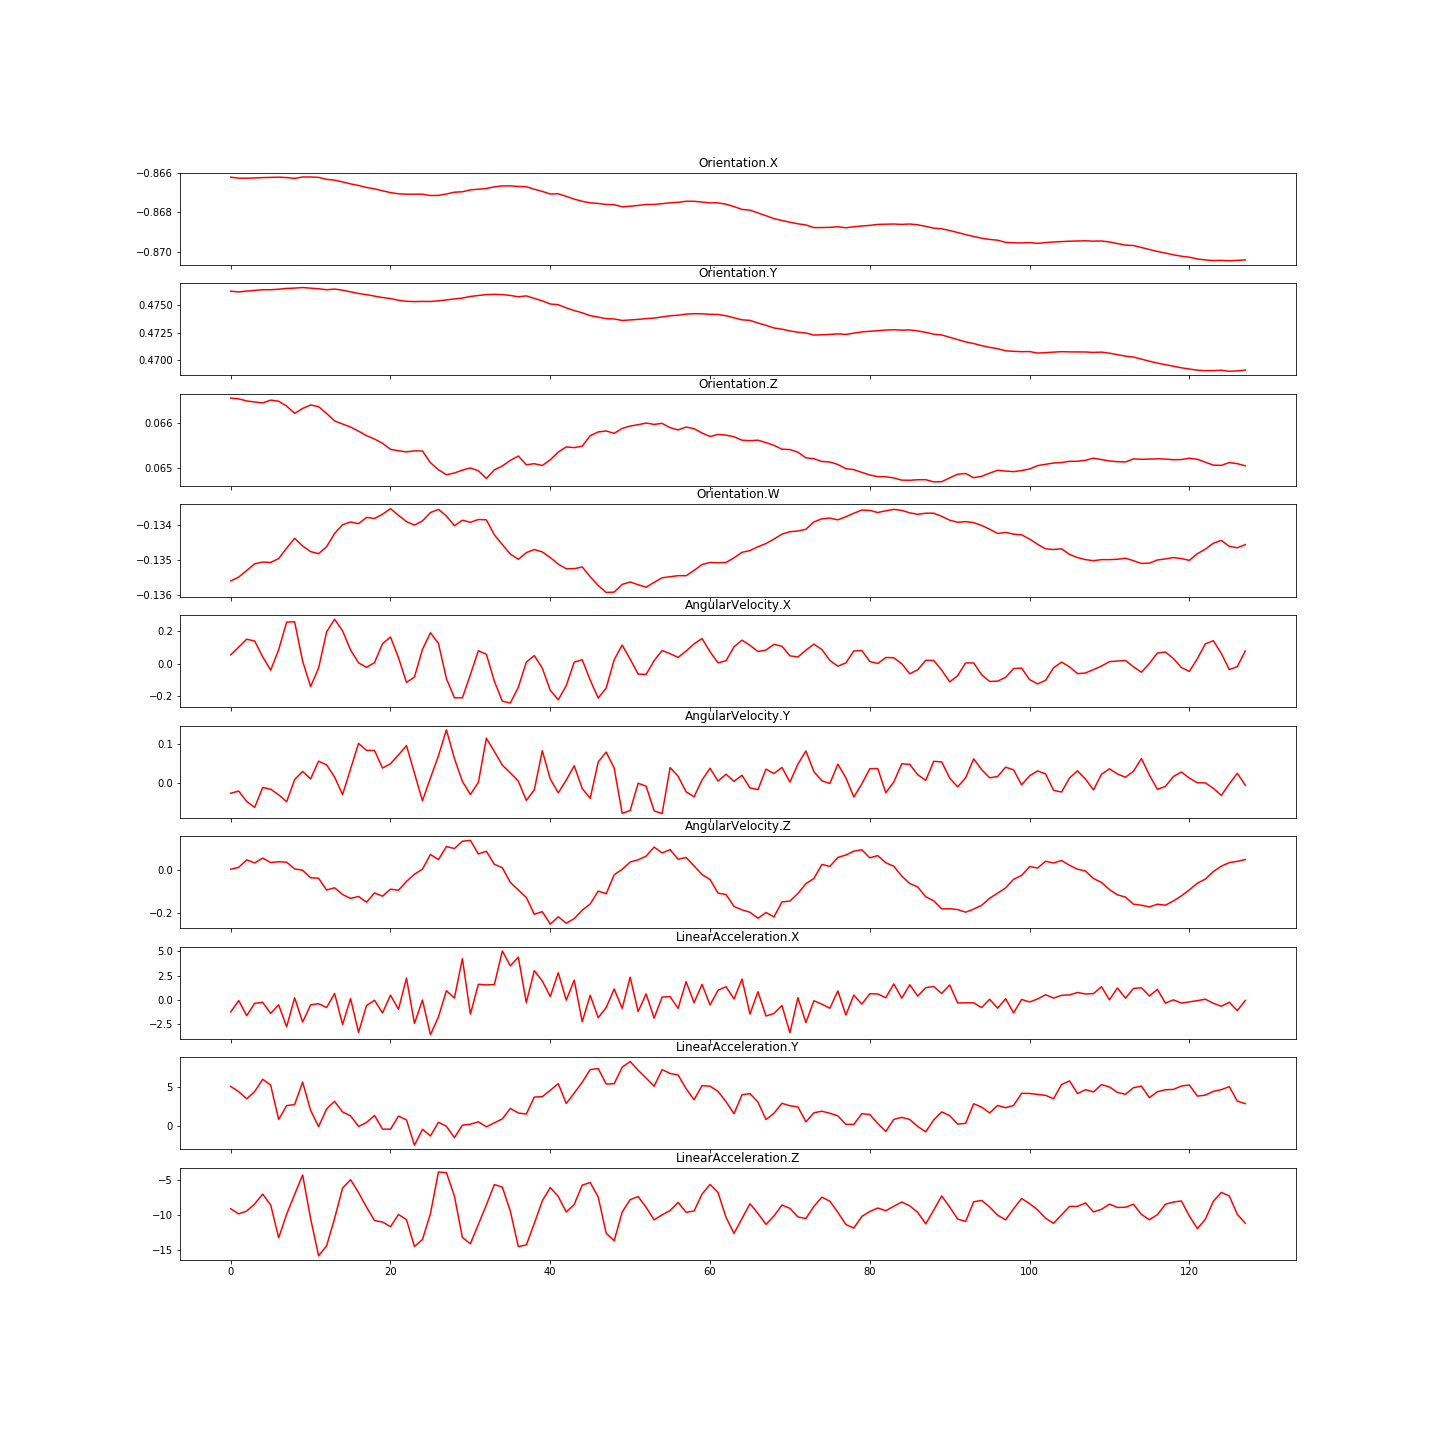 Orientation.X
−0.866
−0.868
−0.870
Orientation.Y
0.4750
0.4725
0.4700
Orientation.Z
0.066
0.065
Orientation.W
−0.134
−0.135
−0.136
AngularVelocity.X
0.2
0.0
−0.2
AngularVelocity.Y
0.1
0.0
AngularVelocity.Z
0.0
−0.2
LinearAcceleration.X
5.0
2.5
0.0
−2.5
LinearAcceleration.Y
5
0
LinearAcceleration.Z
−5
−10
−15
0 20 40 60 80 100 120